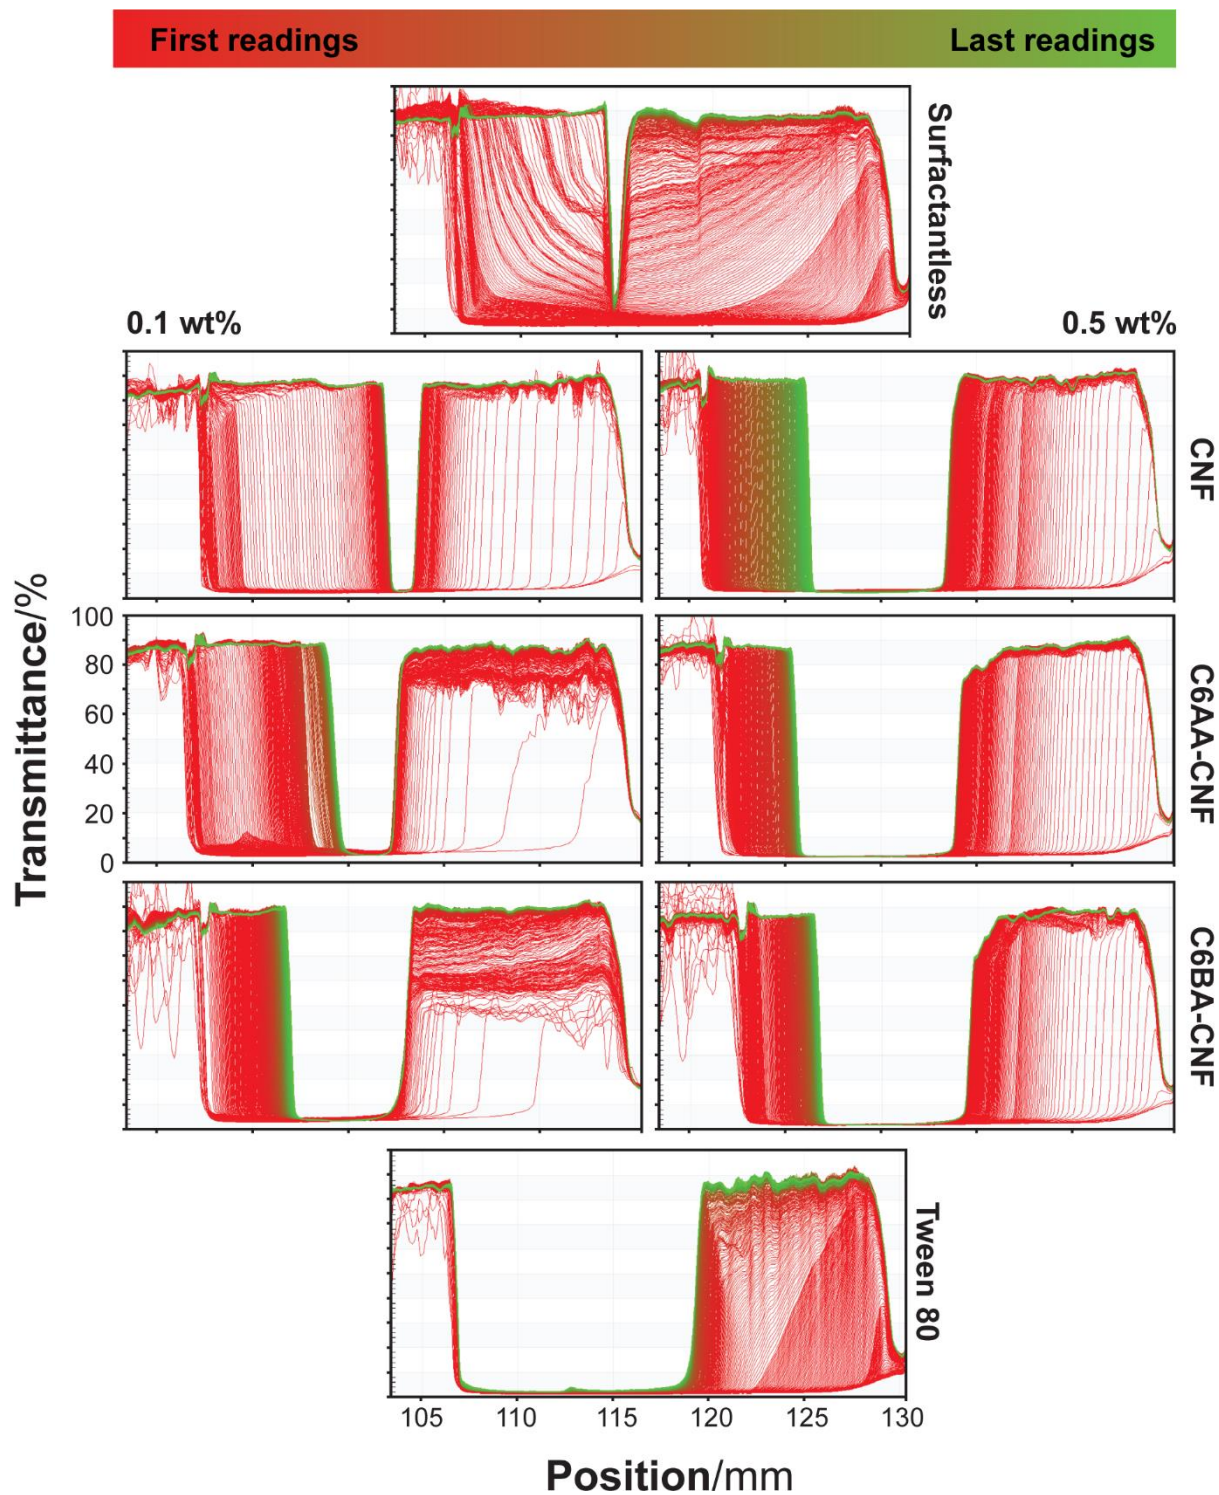 First readings
Last readings
Surfactantless
0.1 wt%
0.5 wt%
CNF
Transmittance/%
100
80
60
40
20
0
C6AA-CNF
C6BA-CNF
Tween 80
105 110 115 120 125 130
Position/mm